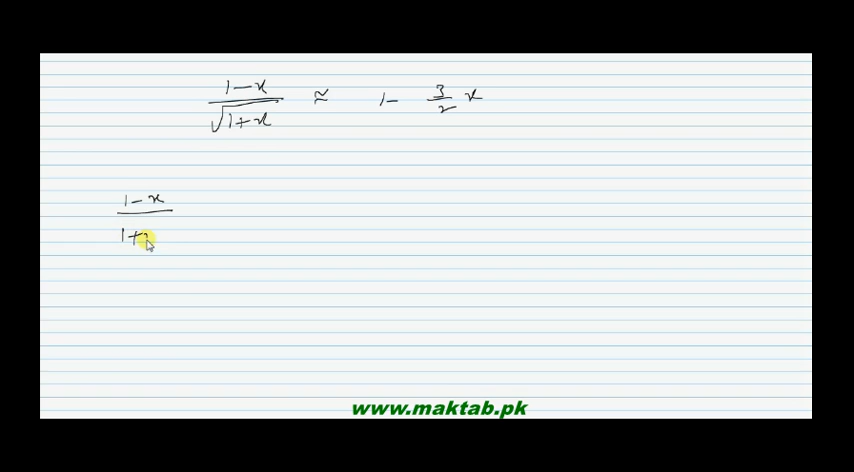 1-x
√1+x ≈ 1- 3/2 x
1-x
1+
www.maktab.pk